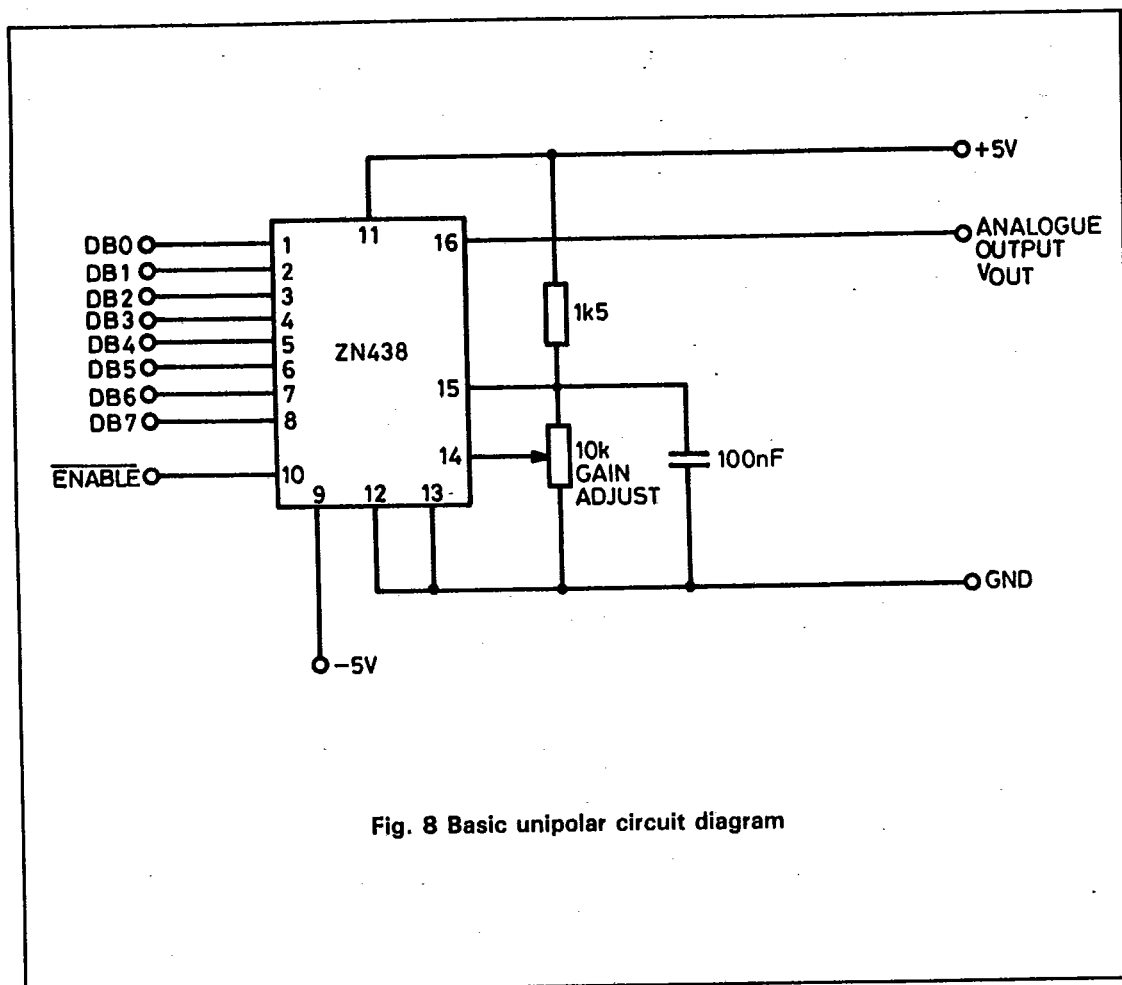 +5V
11
16
ANALOGUE
OUTPUT
VOUT
DB0
1
DB1
2
DB2
3
DB3
4
DB4
5
DB5
6
DB6
7
DB7
8
1k5
ZN438
15
14
10k
GAIN
ADJUST
100nF
ENABLE
10
9
12
13
GND
-5V
Fig. 8 Basic unipolar circuit diagram